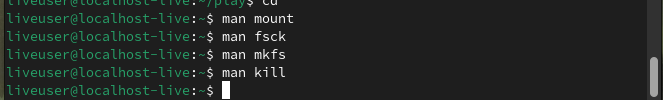 liveuser@localhost-live:~/play$ cd
liveuser@localhost-live:~$ man mount
liveuser@localhost-live:~$ man fsck
liveuser@localhost-live:~$ man mkfs
liveuser@localhost-live:~$ man kill
liveuser@localhost-live:~$